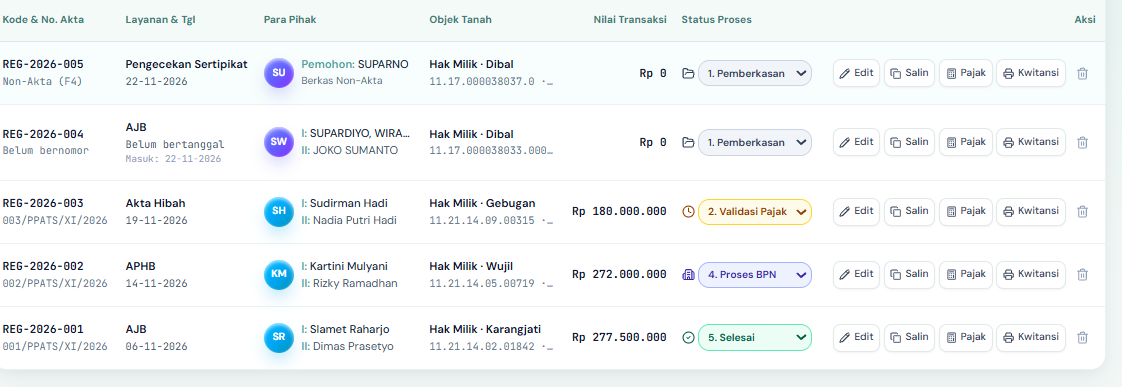 Kode & No. Akta Layanan & Tgl Para Pihak Objek Tanah Nilai Transaksi Status Proses Aksi
REG-2026-005 Pengecekan Sertipikat SU Pemohon: SUPARNO Hak Milik · Dibal Rp 0 1. Pemberkasan Edit Salin Pajak Kwitansi
Non-Akta (F4) 22-11-2026 Berkas Non-Akta 11.17.000038037.0 ·…
REG-2026-004 AJB SW I: SUPARDIYO, WIRA… Hak Milik · Dibal Rp 0 1. Pemberkasan Edit Salin Pajak Kwitansi
Belum bernomor Belum bertanggal II: JOKO SUMANTO 11.17.000038033.000…
Masuk: 22-11-2026
REG-2026-003 Akta Hibah SH I: Sudirman Hadi Hak Milik · Gebugan Rp 180.000.000 2. Validasi Pajak Edit Salin Pajak Kwitansi
003/PPATS/XI/2026 19-11-2026 II: Nadia Putri Hadi 11.21.14.09.00315 ·…
REG-2026-002 APHB KM I: Kartini Mulyani Hak Milik · Wujil Rp 272.000.000 4. Proses BPN Edit Salin Pajak Kwitansi
002/PPATS/XI/2026 14-11-2026 II: Rizky Ramadhan 11.21.14.05.00719 ·…
REG-2026-001 AJB SR I: Slamet Raharjo Hak Milik · Karangjati Rp 277.500.000 5. Selesai Edit Salin Pajak Kwitansi
001/PPATS/XI/2026 06-11-2026 II: Dimas Prasetyo 11.21.14.02.01842 ·…